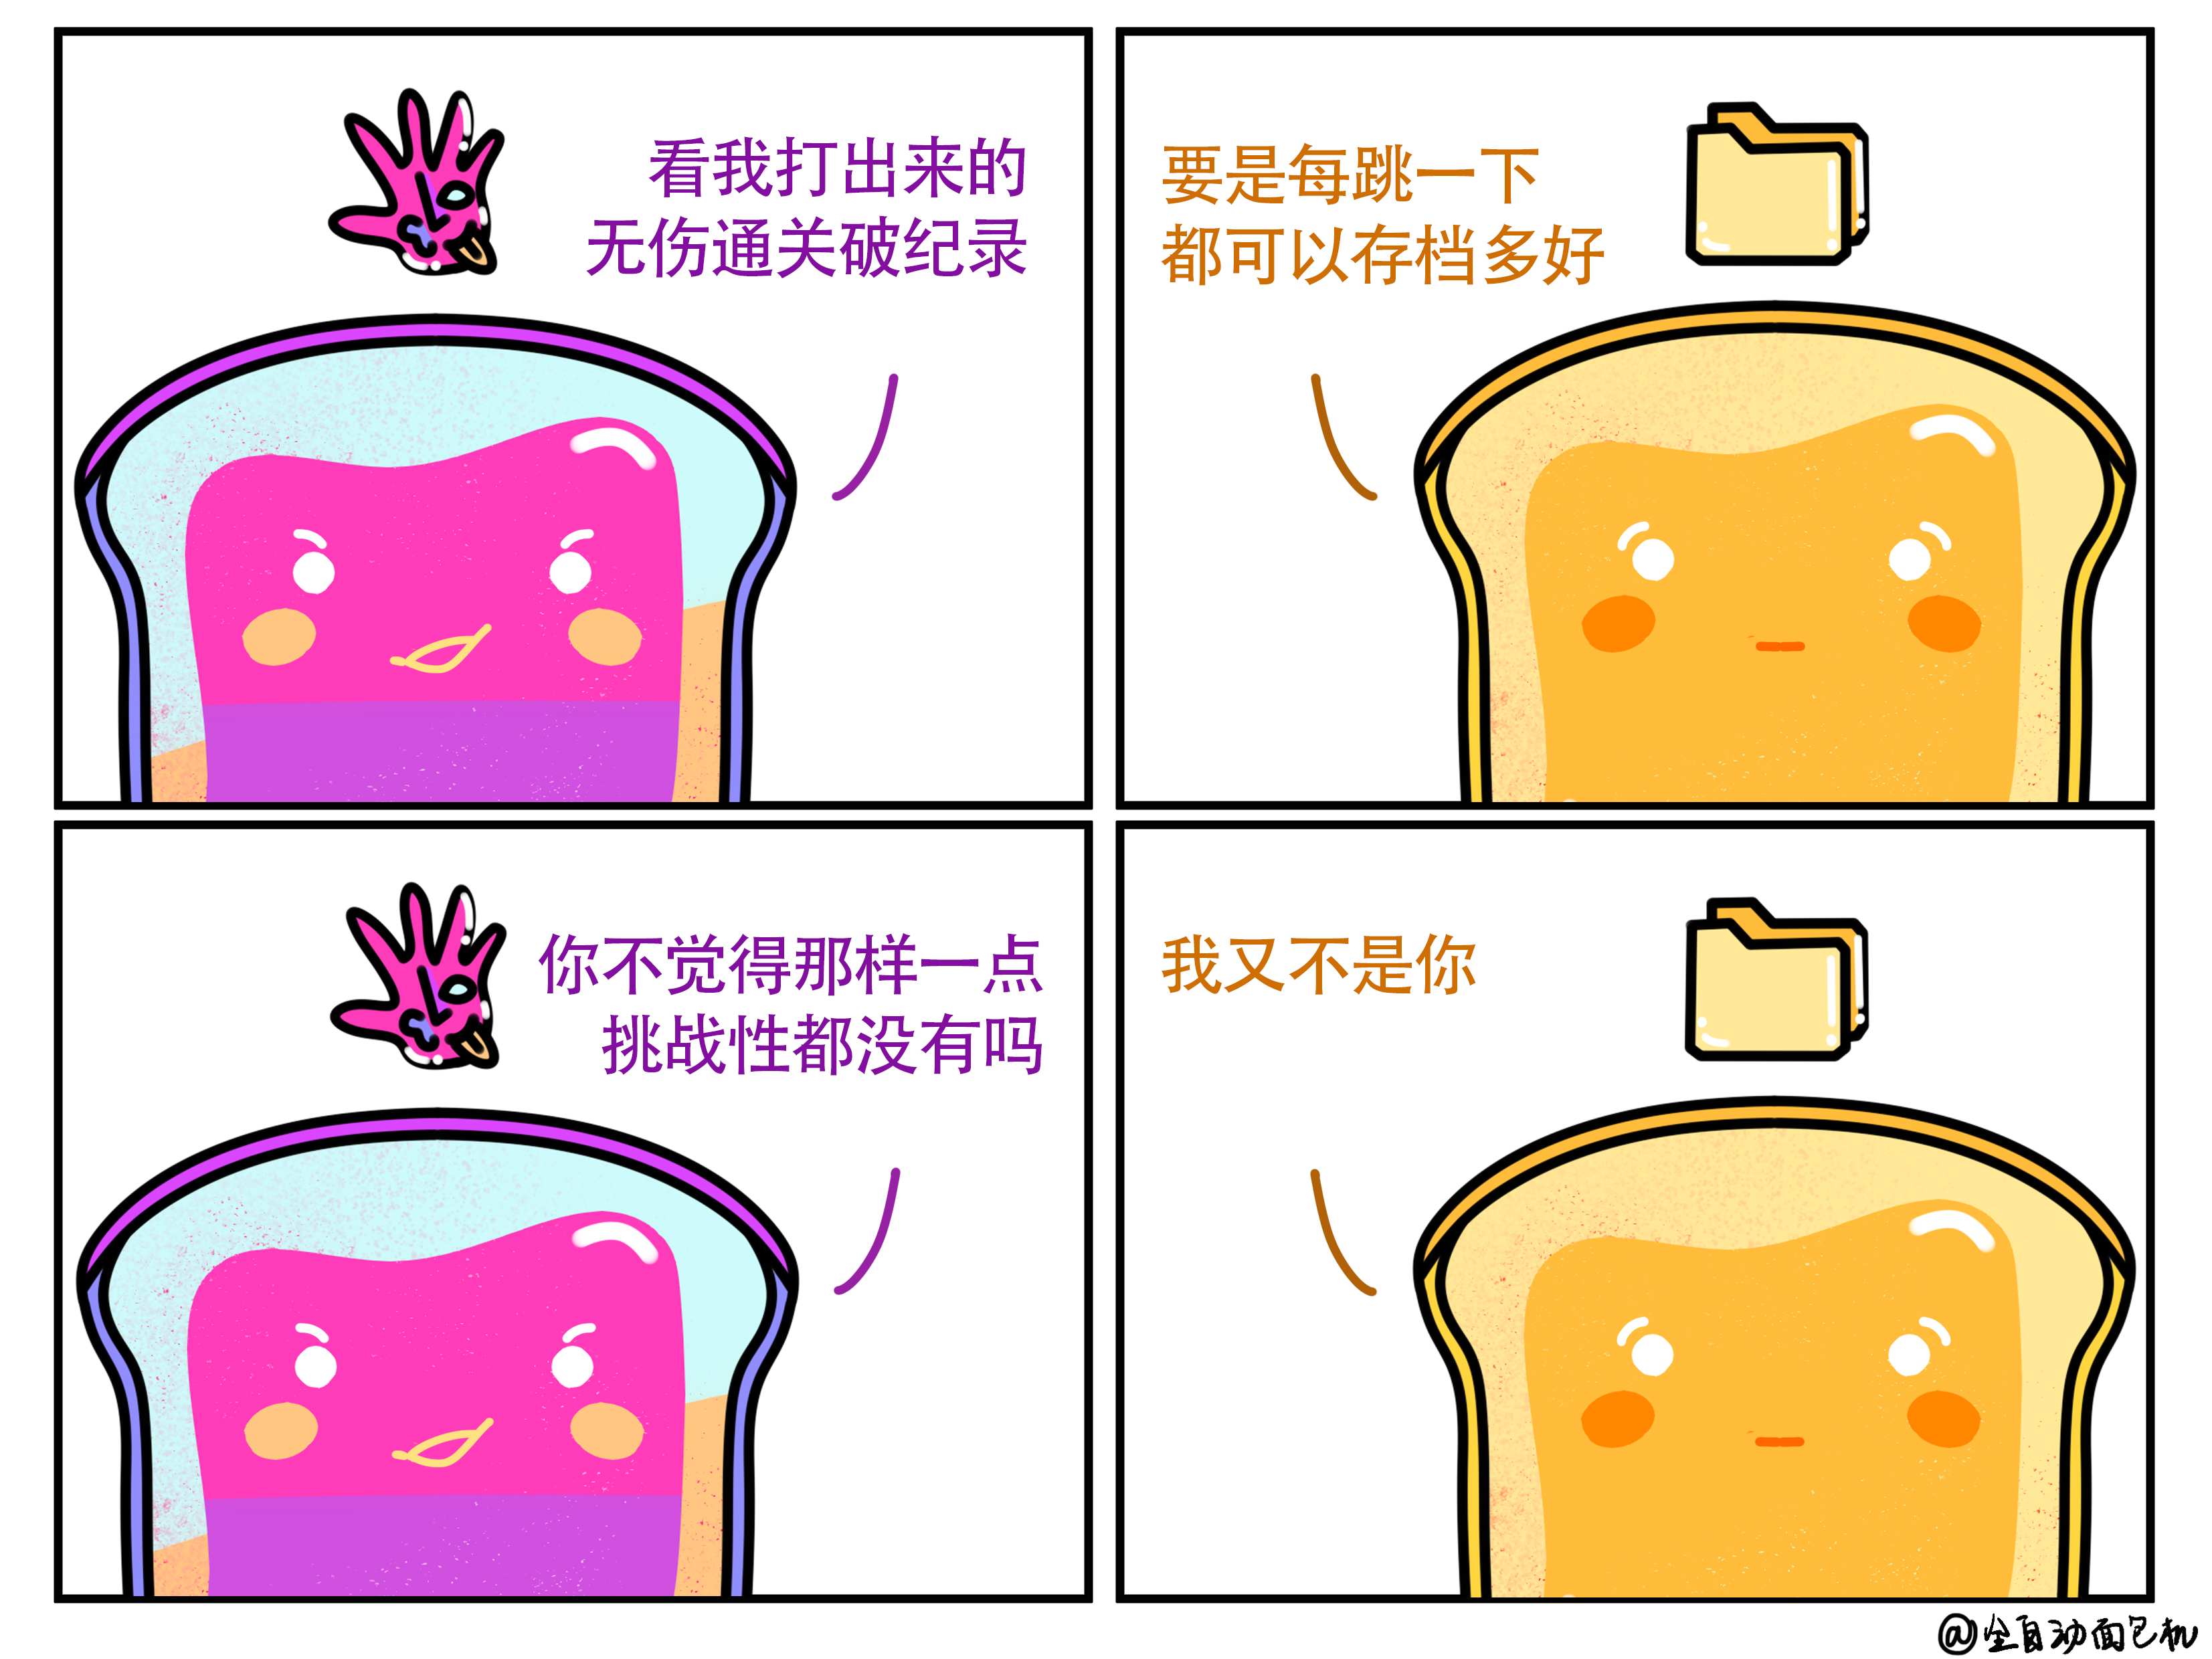 看我打出来的
无伤通关破纪录
要是每跳一下
都可以存档多好
你不觉得那样一点
挑战性都没有吗
我又不是你
@全自动面包机